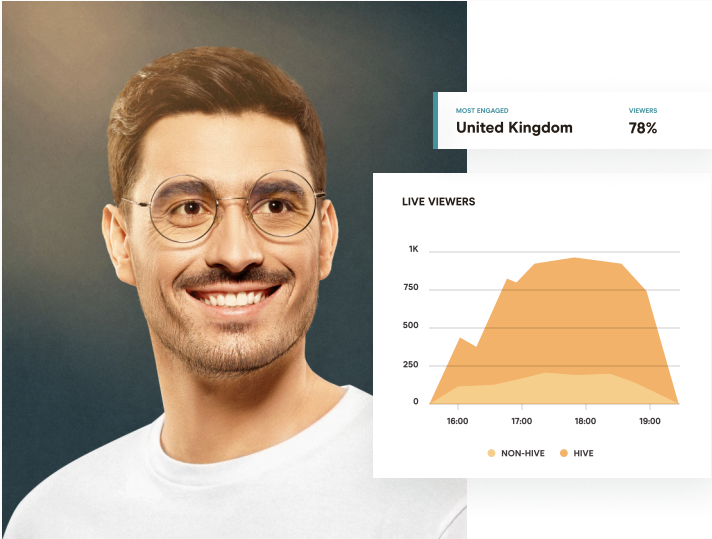 MOST ENGAGED VIEWERS
United Kingdom 78%
LIVE VIEWERS
1K
750
500
250
0
16:00 17:00 18:00 19:00
NON-HIVE HIVE